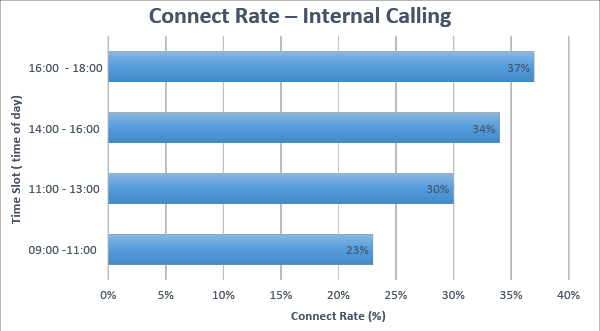 Connect Rate – Internal Calling
Time Slot ( time of day)
16:00  - 18:00
37%
14:00 - 16:00
34%
11:00 - 13:00
30%
09:00 -11:00
23%
0% 5% 10% 15% 20% 25% 30% 35% 40%
Connect Rate (%)